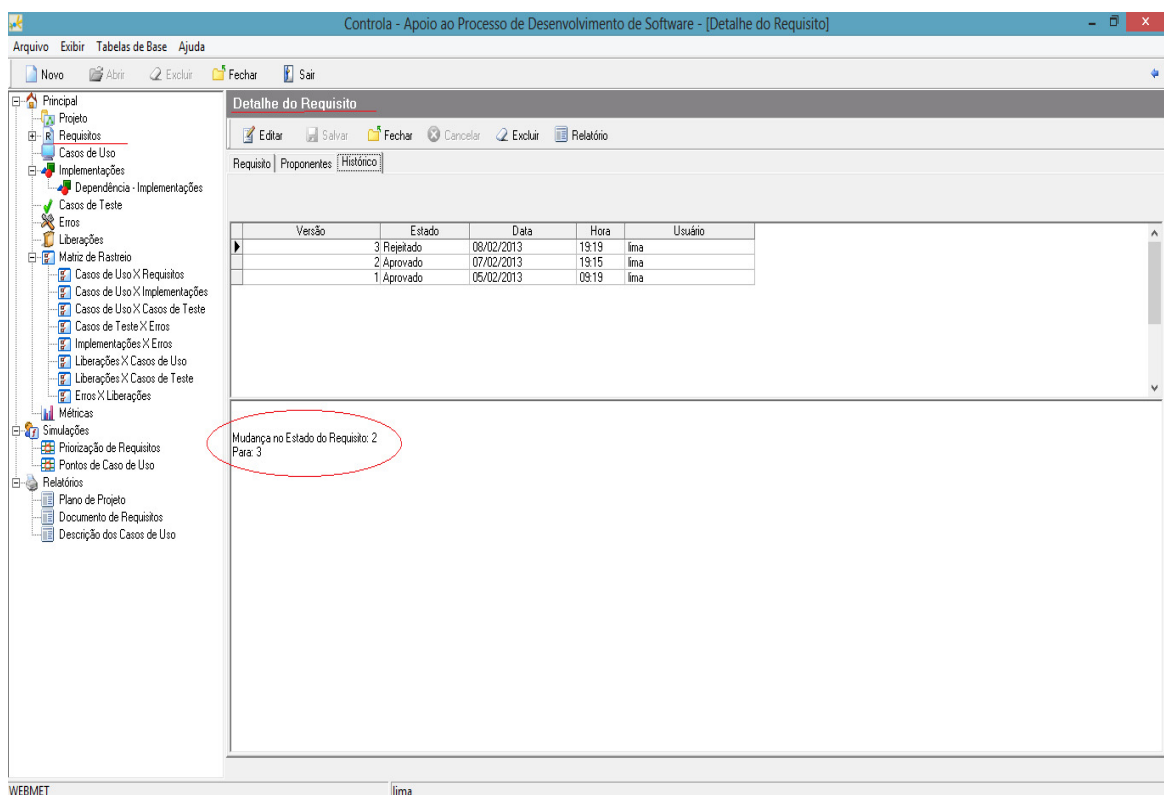 Controla - Apoio ao Processo de Desenvolvimento de Software - [Detalhe do Requisito]
Arquivo Exibir Tabelas de Base Ajuda
Novo Abrir Excluir Fechar Sair
Principal
Projeto
Requisitos
Casos de Uso
Implementações
Dependência - Implementações
Casos de Teste
Erros
Liberações
Matriz de Rastreio
Casos de Uso X Requisitos
Casos de Uso X Implementações
Casos de Uso X Casos de Teste
Casos de Teste X Erros
Implementações X Erros
Liberações X Casos de Uso
Liberações X Casos de Teste
Erros X Liberações
Métricas
Simulações
Priorização de Requisitos
Pontos de Caso de Uso
Relatórios
Plano de Projeto
Documento de Requisitos
Descrição dos Casos de Uso
Detalhe do Requisito
Editar Salvar Fechar Cancelar Excluir Relatório
Requisito Proponentes Histórico
Versão Estado Data Hora Usuário
3 Rejeitado 08/02/2013 19:19 lima
2 Aprovado 07/02/2013 19:15 lima
1 Aprovado 05/02/2013 09:19 lima
Mudança no Estado do Requisito: 2
Para: 3
WEBMET lima